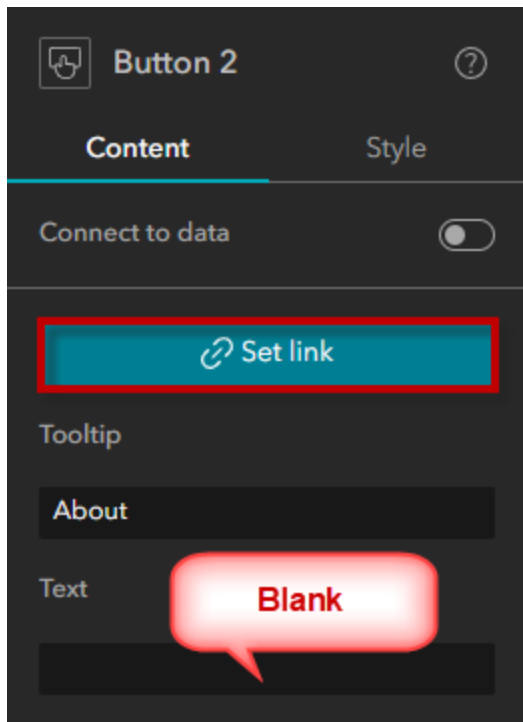 Button 2
?
Content Style
Connect to data
Set link
Tooltip
About
Text
Blank